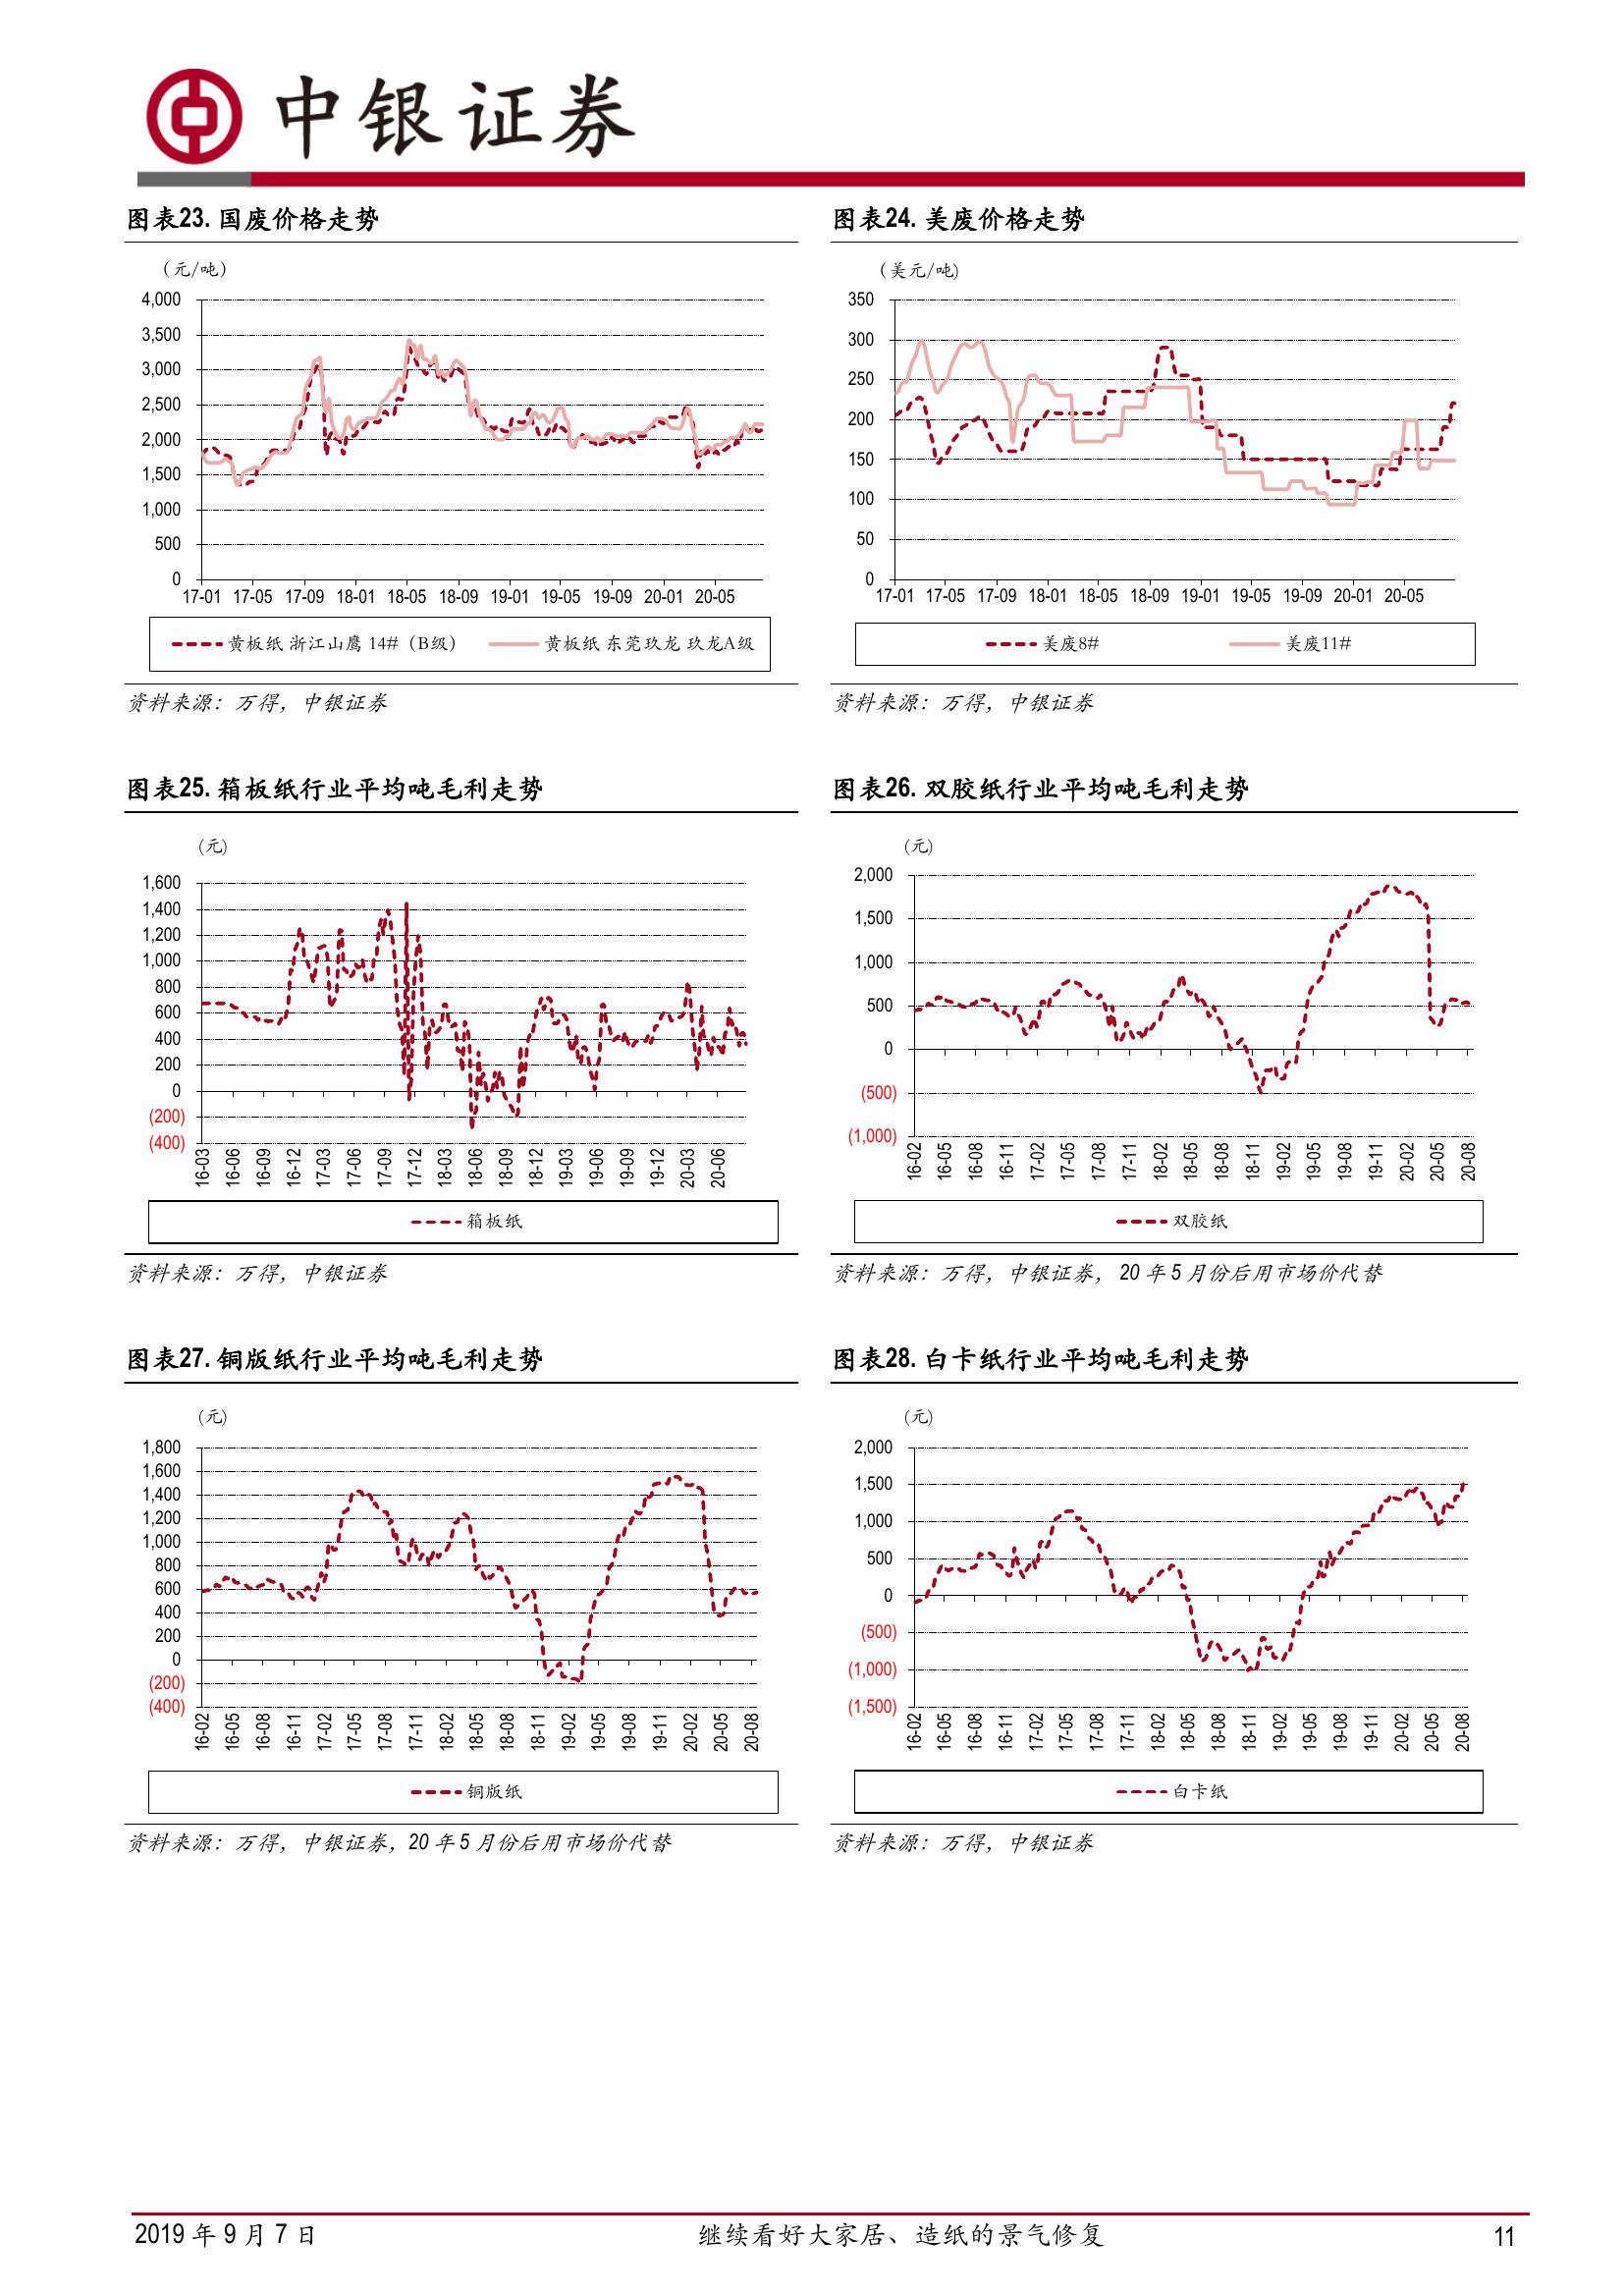 中银证券
图表23. 国废价格走势
（元/吨）
4,000
3,500
3,000
2,500
2,000
1,500
1,000
500
0
17-01 17-05 17-09 18-01 18-05 18-09 19-01 19-05 19-09 20-01 20-05
黄板纸 浙江山鹰 14#（B级） 黄板纸 东莞玖龙 玖龙A级
资料来源：万得，中银证券
图表24. 美废价格走势
（美元/吨)
350
300
250
200
150
100
50
0
17-01 17-05 17-09 18-01 18-05 18-09 19-01 19-05 19-09 20-01 20-05
美废8# 美废11#
资料来源：万得，中银证券
图表25. 箱板纸行业平均吨毛利走势
(元)
1,600
1,400
1,200
1,000
800
600
400
200
0
(200)
(400)
16-03 16-06 16-09 16-12 17-03 17-06 17-09 17-12 18-03 18-06 18-09 18-12 19-03 19-06 19-09 19-12 20-03 20-06
箱板纸
资料来源：万得，中银证券
图表26. 双胶纸行业平均吨毛利走势
(元)
2,000
1,500
1,000
500
0
(500)
(1,000)
16-02 16-05 16-08 16-11 17-02 17-05 17-08 17-11 18-02 18-05 18-08 18-11 19-02 19-05 19-08 19-11 20-02 20-05 20-08
双胶纸
资料来源：万得，中银证券，20 年 5 月份后用市场价代替
图表27. 铜版纸行业平均吨毛利走势
(元)
1,800
1,600
1,400
1,200
1,000
800
600
400
200
0
(200)
(400)
16-02 16-05 16-08 16-11 17-02 17-05 17-08 17-11 18-02 18-05 18-08 18-11 19-02 19-05 19-08 19-11 20-02 20-05 20-08
铜版纸
资料来源：万得，中银证券，20 年 5 月份后用市场价代替
图表28. 白卡纸行业平均吨毛利走势
(元)
2,000
1,500
1,000
500
0
(500)
(1,000)
(1,500)
16-02 16-05 16-08 16-11 17-02 17-05 17-08 17-11 18-02 18-05 18-08 18-11 19-02 19-05 19-08 19-11 20-02 20-05 20-08
白卡纸
资料来源：万得，中银证券
2019 年 9 月 7 日 继续看好大家居、造纸的景气修复 11